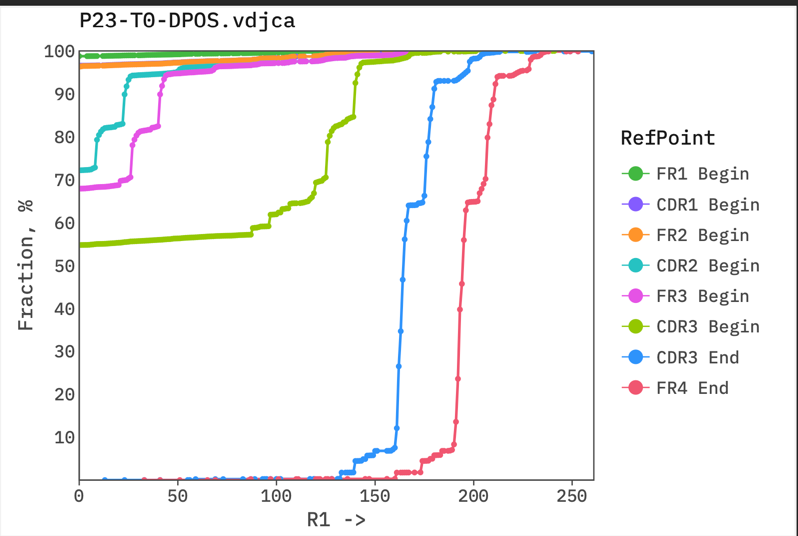 P23-T0-DPOS.vdjca
100
90
80
70
60
50
40
30
20
10
Fraction, %
0 50 100 150 200 250
R1 ->
RefPoint
FR1 Begin
CDR1 Begin
FR2 Begin
CDR2 Begin
FR3 Begin
CDR3 Begin
CDR3 End
FR4 End